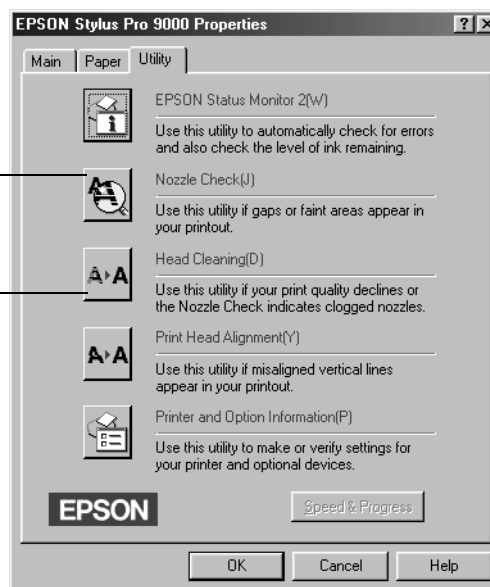 EPSON Stylus Pro 9000 Properties
Main Paper Utility
EPSON Status Monitor 2(W)
Use this utility to automatically check for errors
and also check the level of ink remaining.
Nozzle Check(J)
Use this utility if gaps or faint areas appear in
your printout.
Head Cleaning(D)
Use this utility if your print quality declines or
the Nozzle Check indicates clogged nozzles.
Print Head Alignment(Y)
Use this utility if misaligned vertical lines
appear in your printout.
Printer and Option Information(P)
Use this utility to make or verify settings for
your printer and optional devices.
EPSON Speed & Progress
OK Cancel Help